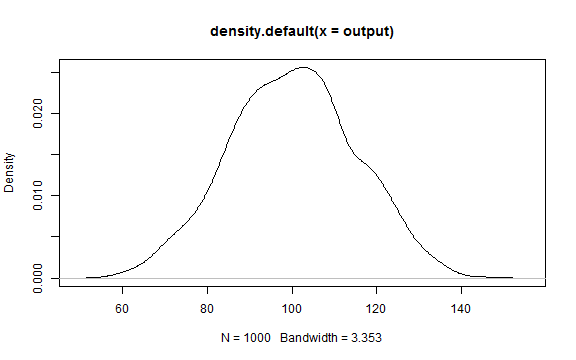 density.default(x = output)
Density
0.020
0.010
0.000
60 80 100 120 140
N = 1000 Bandwidth = 3.353